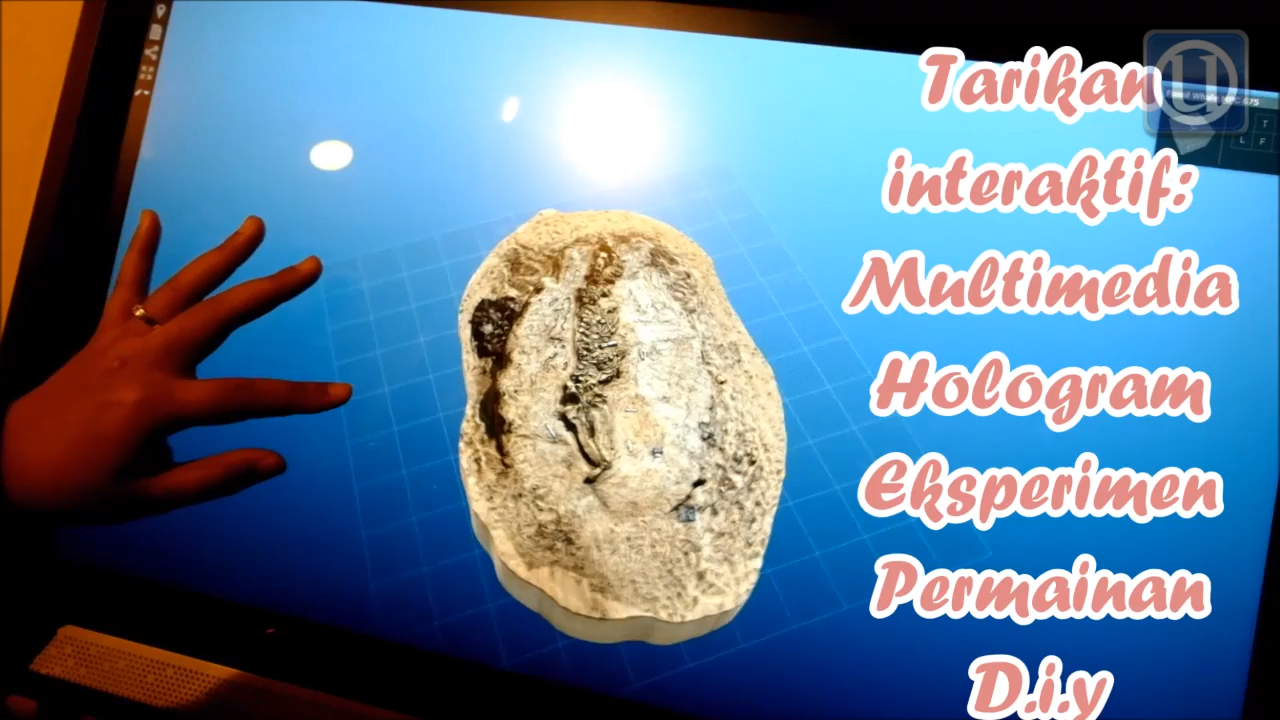 Tarikan
interaktif:
Multimedia
Hologram
Eksperimen
Permainan
D.i.y
U
T
L F